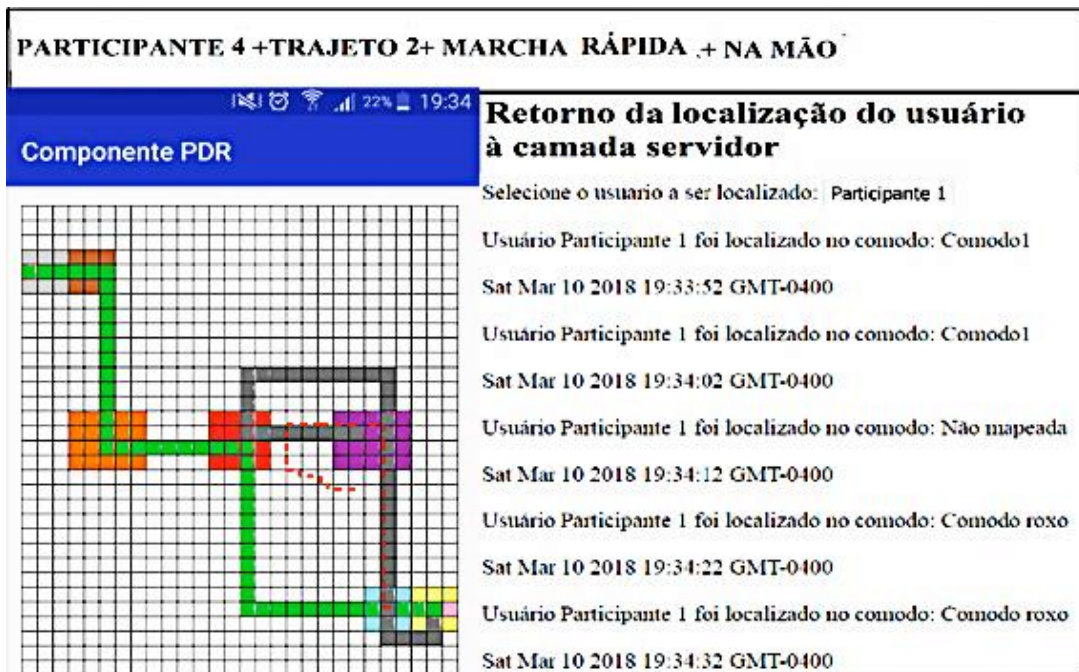 PARTICIPANTE 4 +TRAJETO 2+ MARCHA RÁPIDA .+ NA MÃO
22% 19:34
Componente PDR
Retorno da localização do usuário
à camada servidor
Selecione o usuario a ser localizado: Participante 1
Usuário Participante 1 foi localizado no comodo: Comodo1
Sat Mar 10 2018 19:33:52 GMT-0400
Usuário Participante 1 foi localizado no comodo: Comodo1
Sat Mar 10 2018 19:34:02 GMT-0400
Usuário Participante 1 foi localizado no comodo: Não mapeada
Sat Mar 10 2018 19:34:12 GMT-0400
Usuário Participante 1 foi localizado no comodo: Comodo roxo
Sat Mar 10 2018 19:34:22 GMT-0400
Usuário Participante 1 foi localizado no comodo: Comodo roxo
Sat Mar 10 2018 19:34:32 GMT-0400